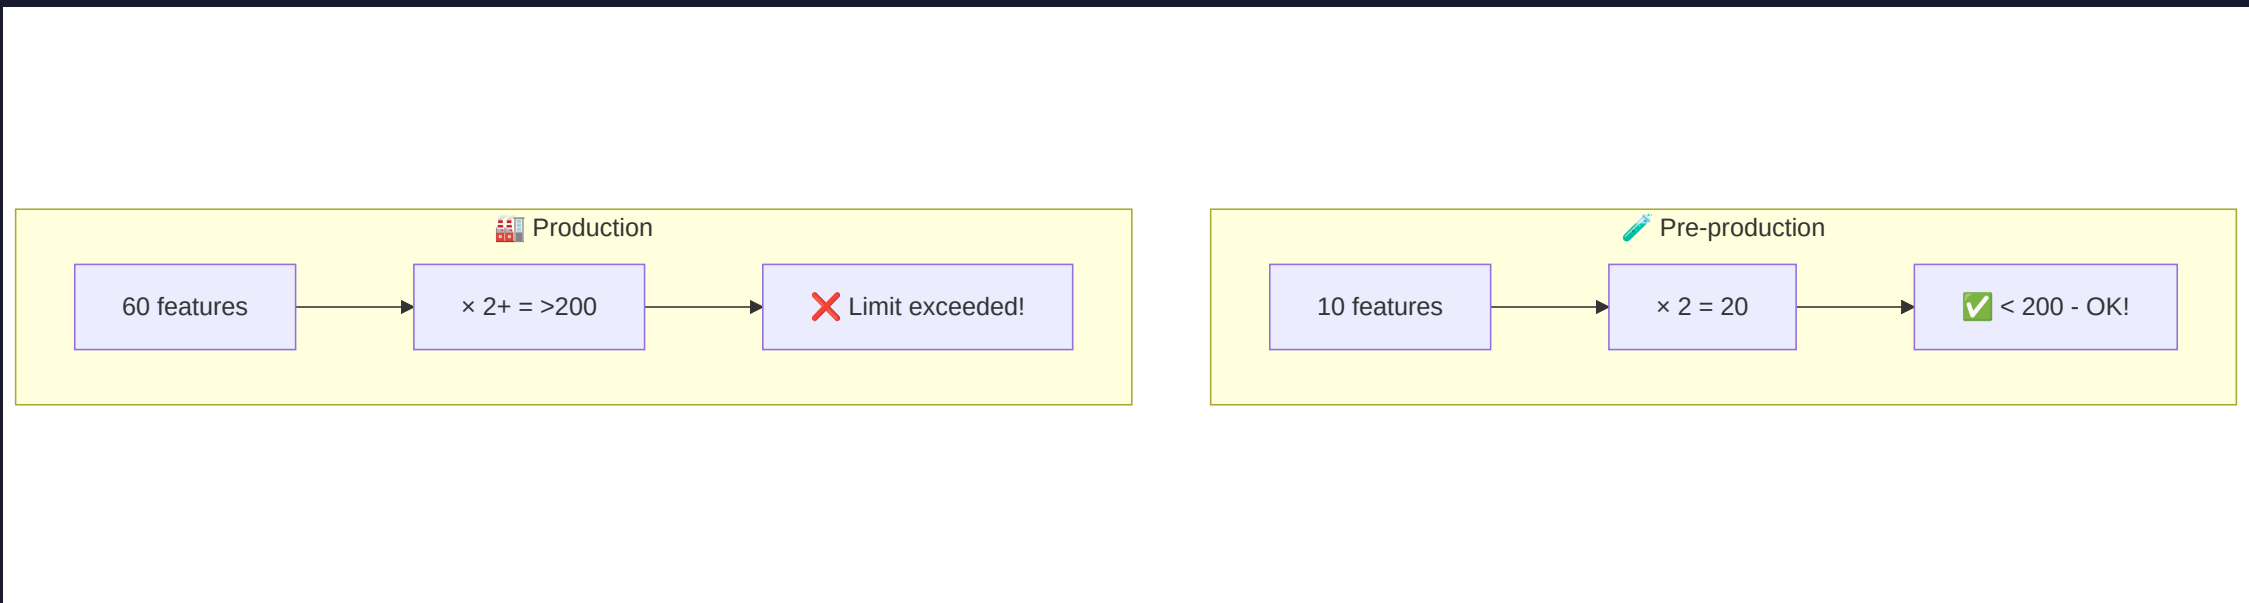 🏭 Production
60 features
× 2+ = >200
❌ Limit exceeded!
🧪 Pre-production
10 features
× 2 = 20
✅ < 200 - OK!